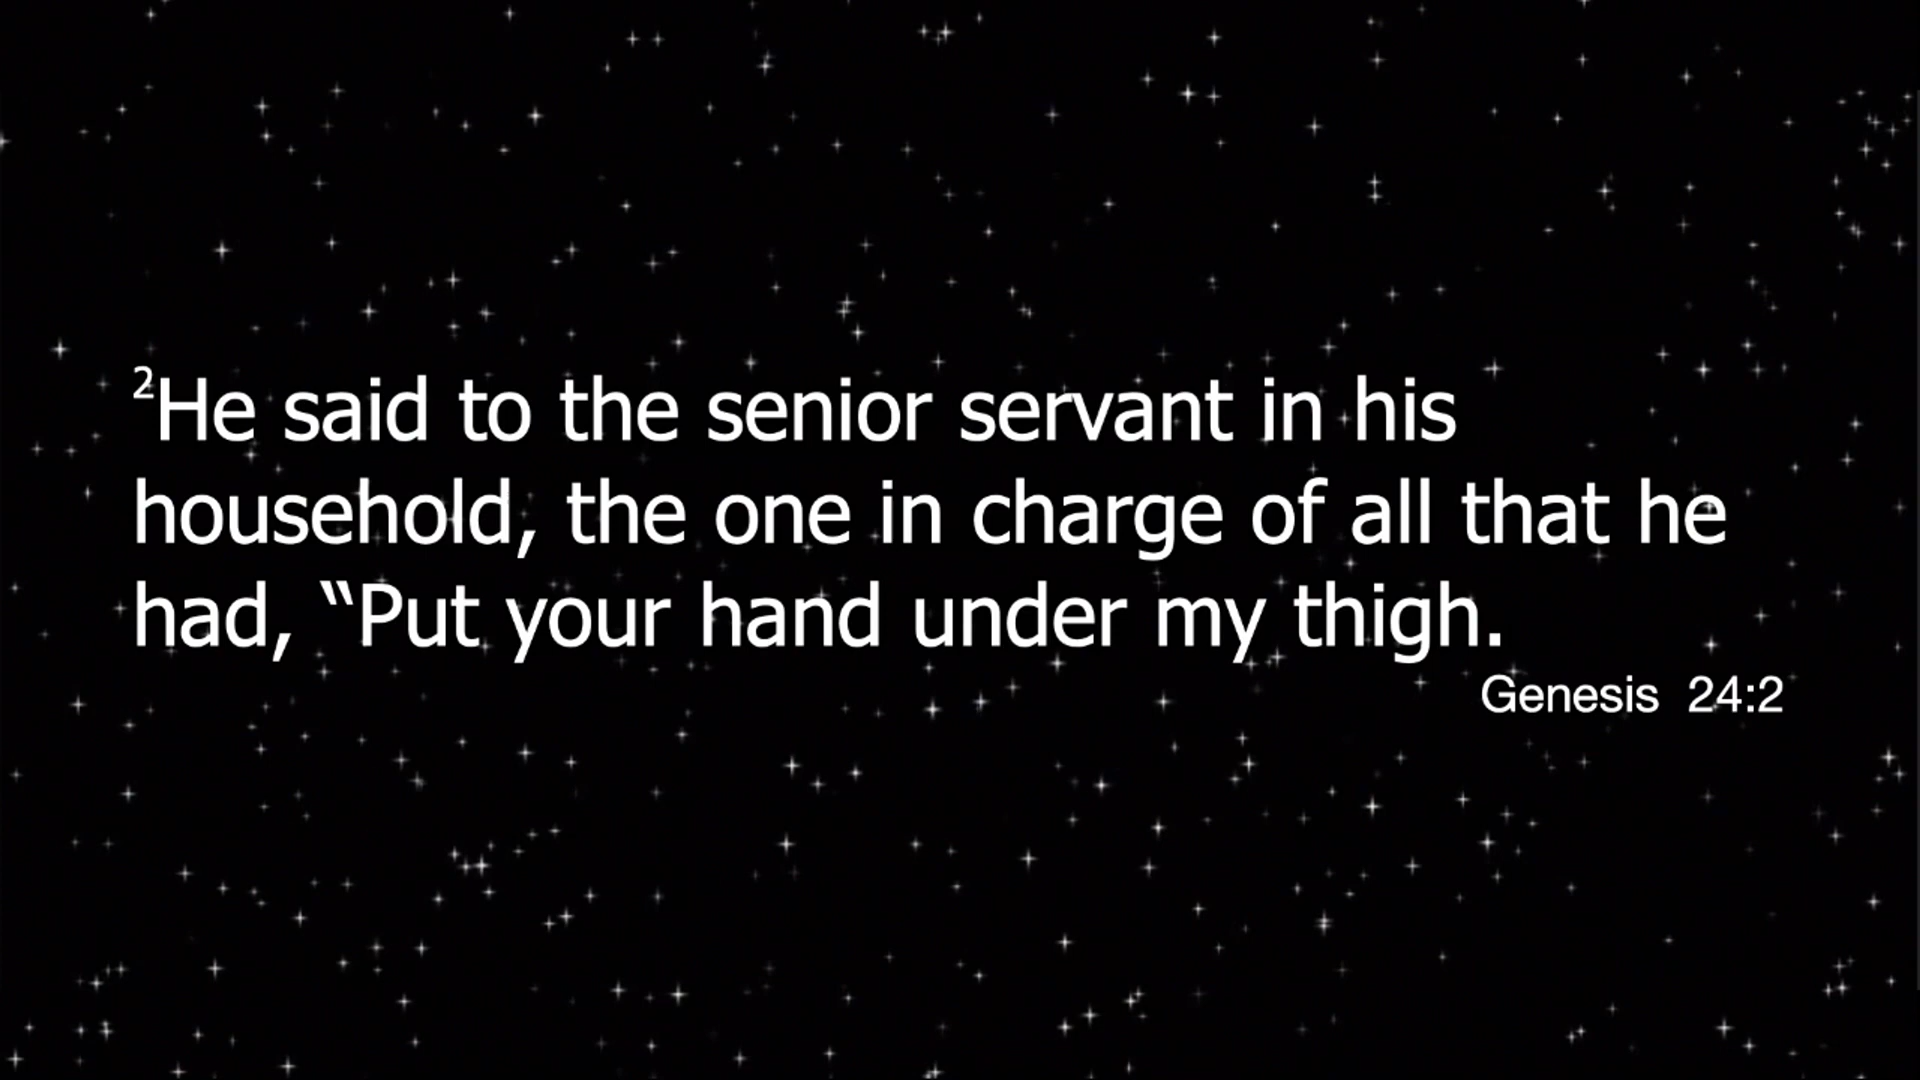 ²He said to the senior servant in his
household, the one in charge of all that he
had, “Put your hand under my thigh.
Genesis 24:2